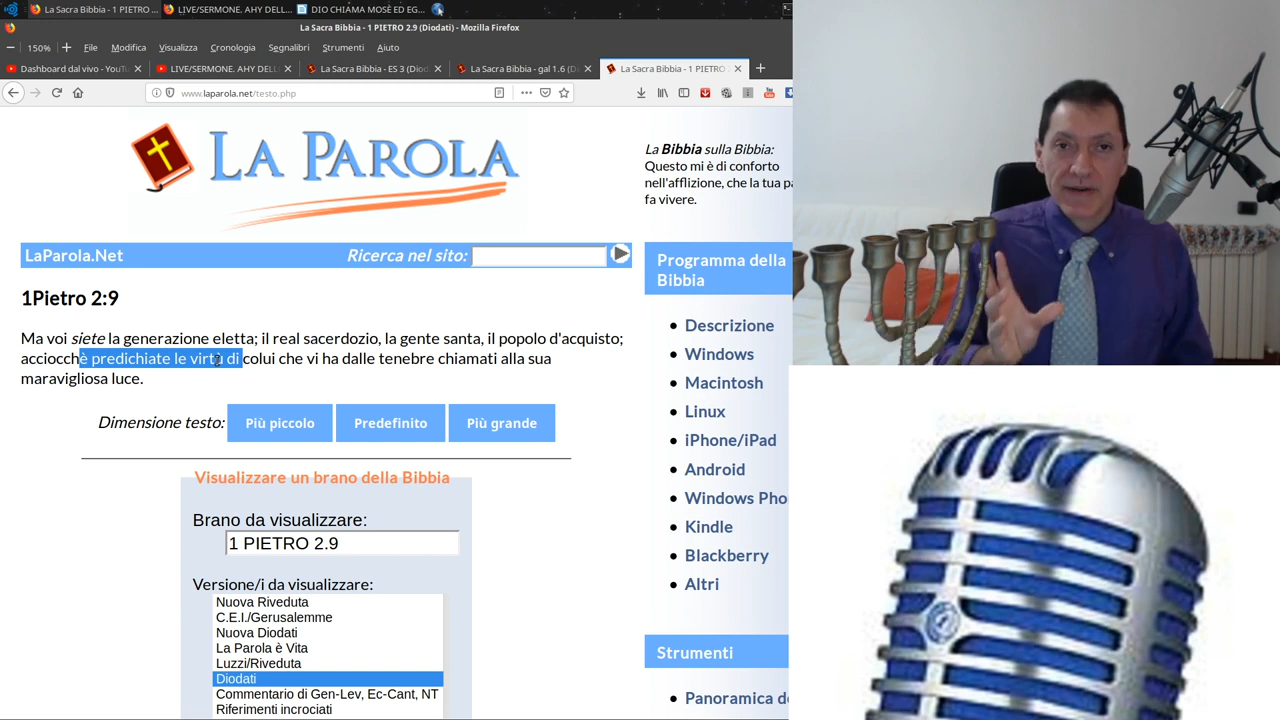 La Sacra Bibbia - 1 PIETRO ...
LIVE/SERMONE. AHY DELL...
DIO CHIAMA MOSÈ ED EG...
La Sacra Bibbia - 1 PIETRO 2.9 (Diodati) - Mozilla Firefox
150%
File
Modifica
Visualizza
Cronologia
Segnalibri
Strumenti
Aiuto
Dashboard dal vivo - YouTu
LIVE/SERMONE. AHY DELL
La Sacra Bibbia - ES 3 (Diod
La Sacra Bibbia - gal 1.6 (D
La Sacra Bibbia - 1 PIETRO
www.laparola.net/testo.php
LA PAROLA
La Bibbia sulla Bibbia:
Questo mi è di conforto
nell'afflizione, che la tua pa
fa vivere.
LaParola.Net
Ricerca nel sito:
1Pietro 2:9
Ma voi siete la generazione eletta; il real sacerdozio, la gente santa, il popolo d'acquisto;
acciocchè predichiate le virtù di colui che vi ha dalle tenebre chiamati alla sua
maravigliosa luce.
Dimensione testo:
Più piccolo
Predefinito
Più grande
Visualizzare un brano della Bibbia
Brano da visualizzare:
1 PIETRO 2.9
Versione/i da visualizzare:
Nuova Riveduta
C.E.I./Gerusalemme
Nuova Diodati
La Parola è Vita
Luzzi/Riveduta
Diodati
Commentario di Gen-Lev, Ec-Cant, NT
Riferimenti incrociati
Programma della
Bibbia
Descrizione
Windows
Macintosh
Linux
iPhone/iPad
Android
Windows Pho
Kindle
Blackberry
Altri
Strumenti
Panoramica de